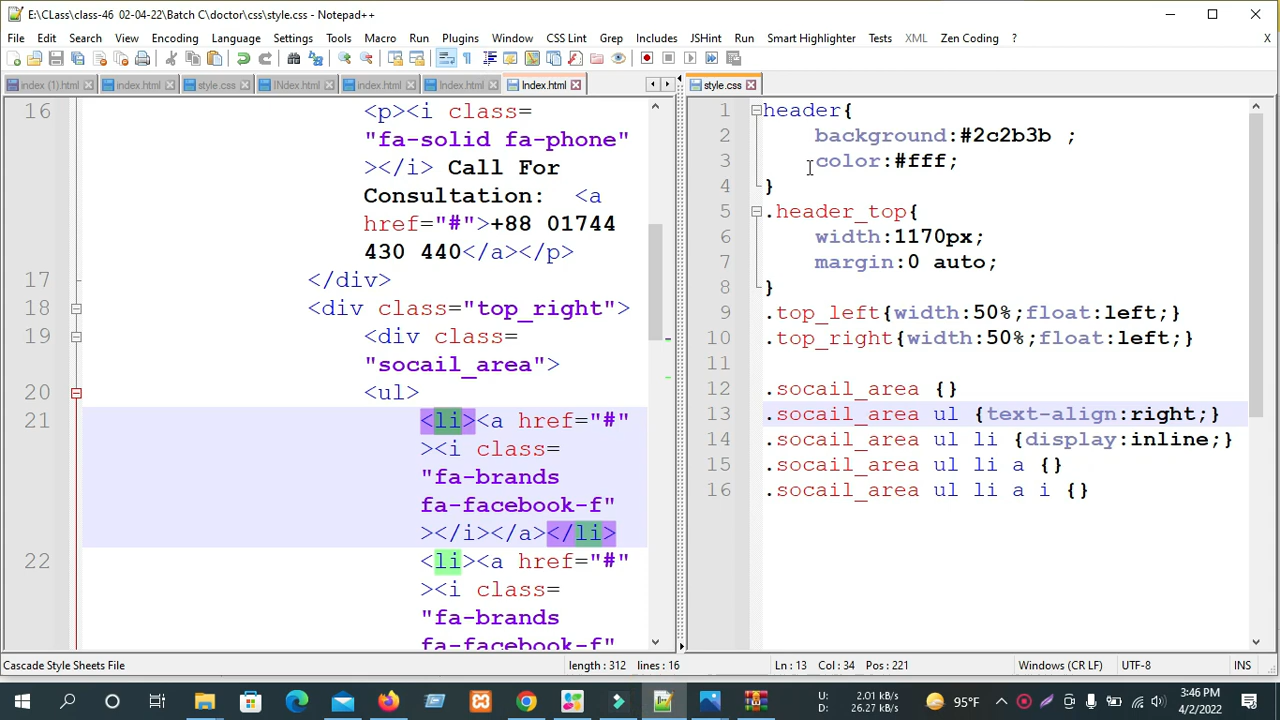 E:\CLass\class-46 02-04-22\Batch C\doctor\css\style.css - Notepad++
File Edit Search View Encoding Language Settings Tools Macro Run Plugins Window CSS Lint Grep Includes JSHint Run Smart Highlighter Tests XML Zen Coding ? X
index (1).html index.html style.css INdex.html index.html Index.html Index.html
style.css
16 <p><i class=
"fa-solid fa-phone"
></i> Call For
Consultation:  <a
href="#">+88 01744
430 440</a></p>
17 </div>
18 <div class="top_right">
19 <div class=
"socail_area">
20 <ul>
21 <li><a href="#"
><i class=
"fa-brands
fa-facebook-f"
></i></a></li>
22 <li><a href="#"
><i class=
"fa-brands
fa-facebook-f"
1 header{
2 background:#2c2b3b ;
3 color:#fff;
4 }
5 .header_top{
6 width:1170px;
7 margin:0 auto;
8 }
9 .top_left{width:50%;float:left;}
10 .top_right{width:50%;float:left;}
11
12 .socail_area {}
13 .socail_area ul {text-align:right;}
14 .socail_area ul li {display:inline;}
15 .socail_area ul li a {}
16 .socail_area ul li a i {}
Cascade Style Sheets File length : 312 lines : 16 Ln : 13 Col : 34 Pos : 221 Windows (CR LF) UTF-8 INS
U: 2.01 kB/s
D: 26.27 kB/s
95°F
3:46 PM
4/2/2022